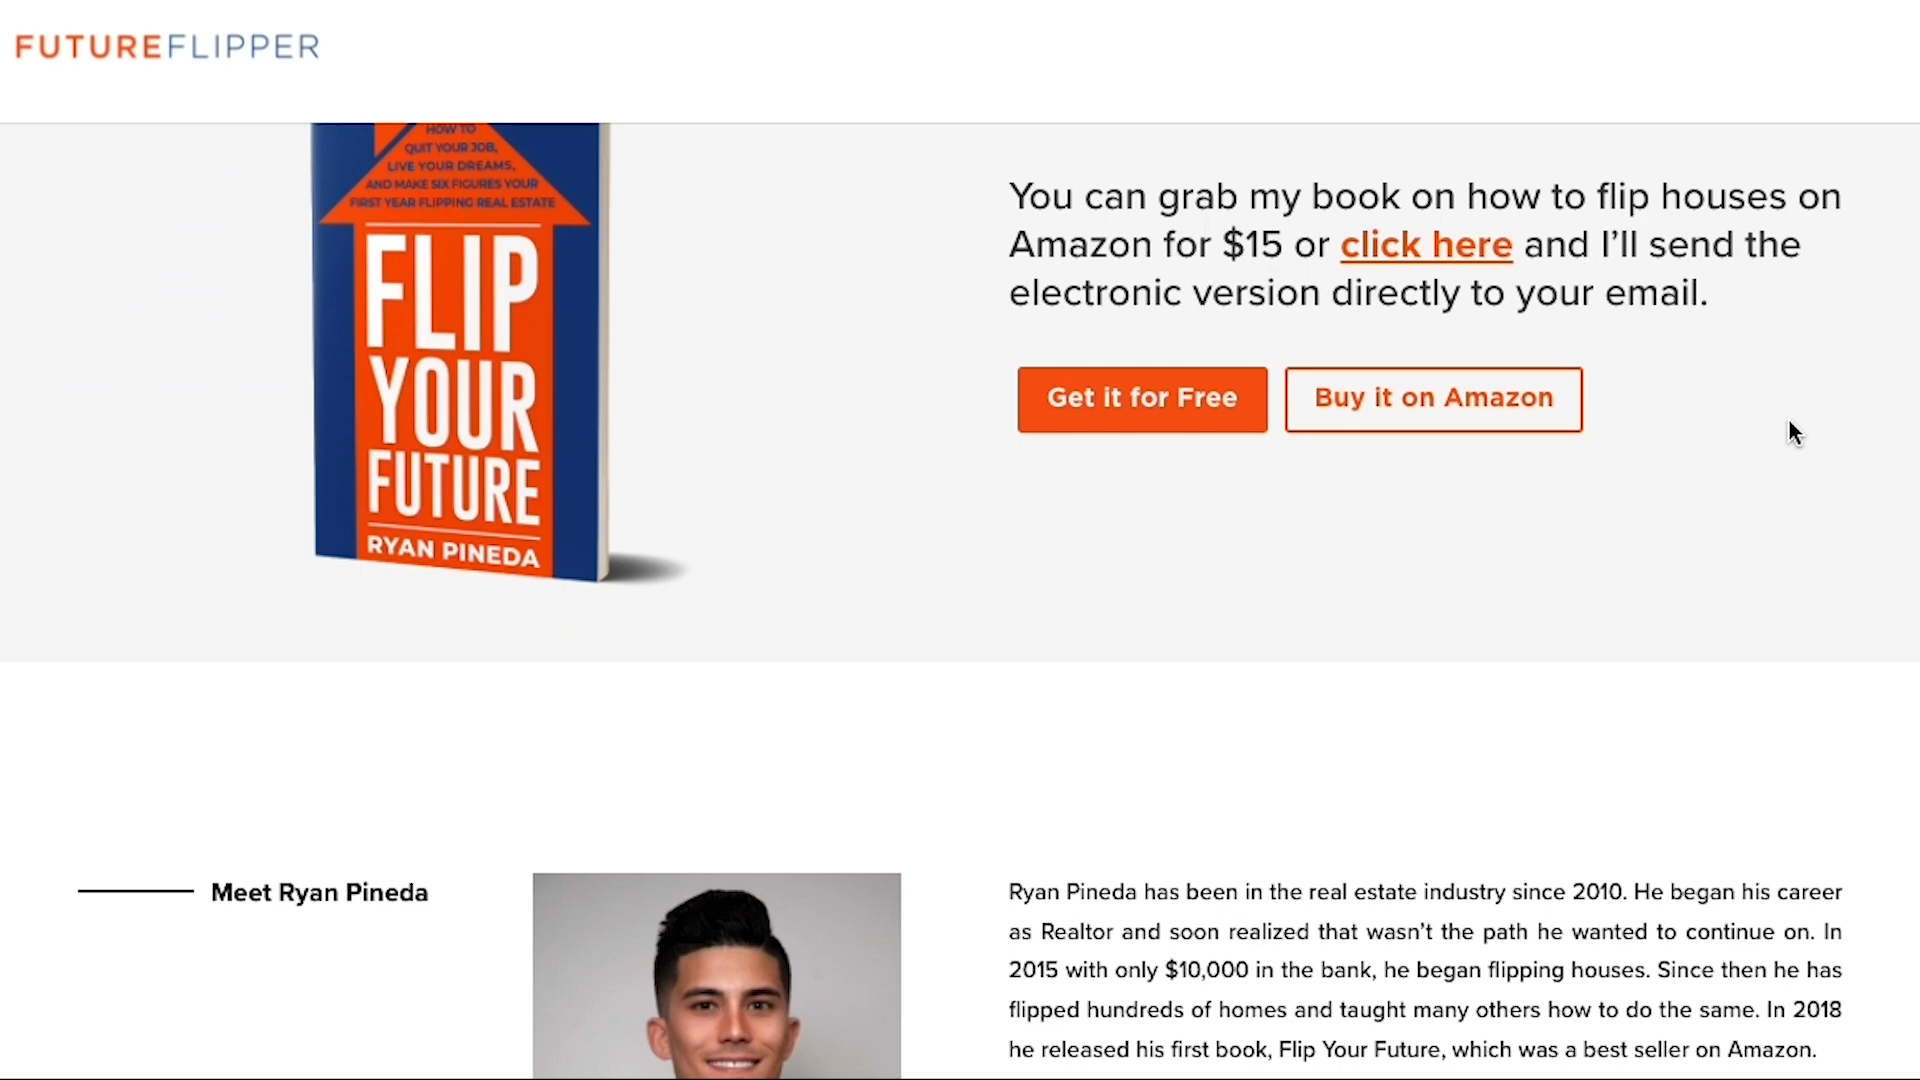 FUTUREFLIPPER
HOW TO
QUIT YOUR JOB,
LIVE YOUR DREAMS,
AND MAKE SIX FIGURES YOUR
FIRST YEAR FLIPPING REAL ESTATE
FLIP
YOUR
FUTURE
RYAN PINEDA
You can grab my book on how to flip houses on
Amazon for $15 or click here and I’ll send the
electronic version directly to your email.
Get it for Free
Buy it on Amazon
Meet Ryan Pineda
Ryan Pineda has been in the real estate industry since 2010. He began his career
as Realtor and soon realized that wasn’t the path he wanted to continue on. In
2015 with only $10,000 in the bank, he began flipping houses. Since then he has
flipped hundreds of homes and taught many others how to do the same. In 2018
he released his first book, Flip Your Future, which was a best seller on Amazon.